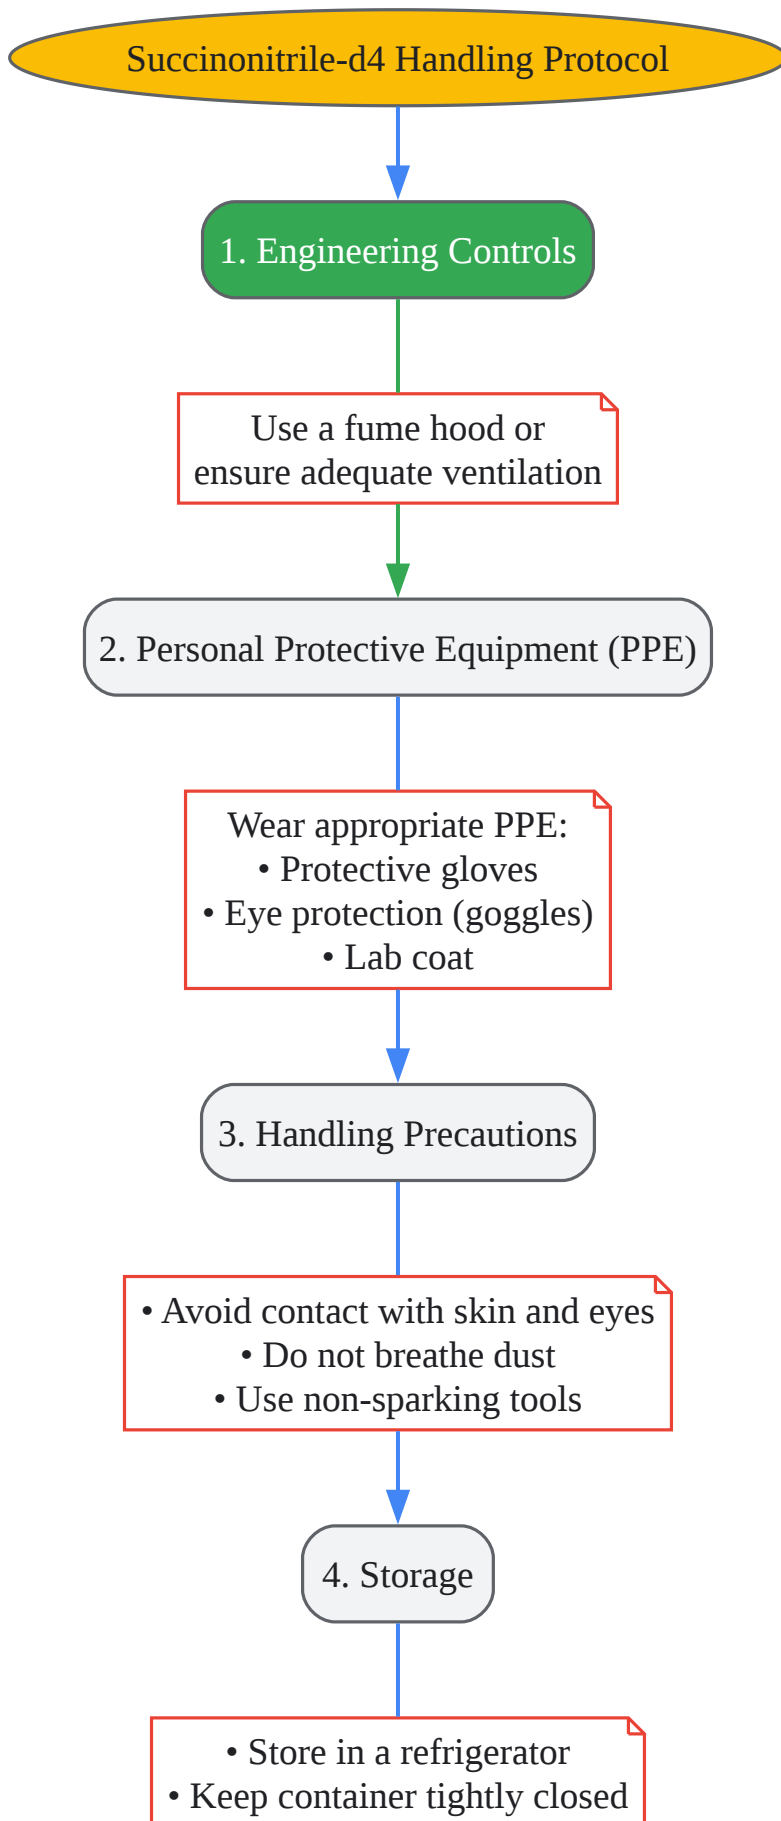 Succinonitrile-d4 Handling Protocol
1. Engineering Controls
Use a fume hood or
ensure adequate ventilation
2. Personal Protective Equipment (PPE)
Wear appropriate PPE:
• Protective gloves
• Eye protection (goggles)
• Lab coat
3. Handling Precautions
• Avoid contact with skin and eyes
• Do not breathe dust
• Use non-sparking tools
4. Storage
• Store in a refrigerator
• Keep container tightly closed